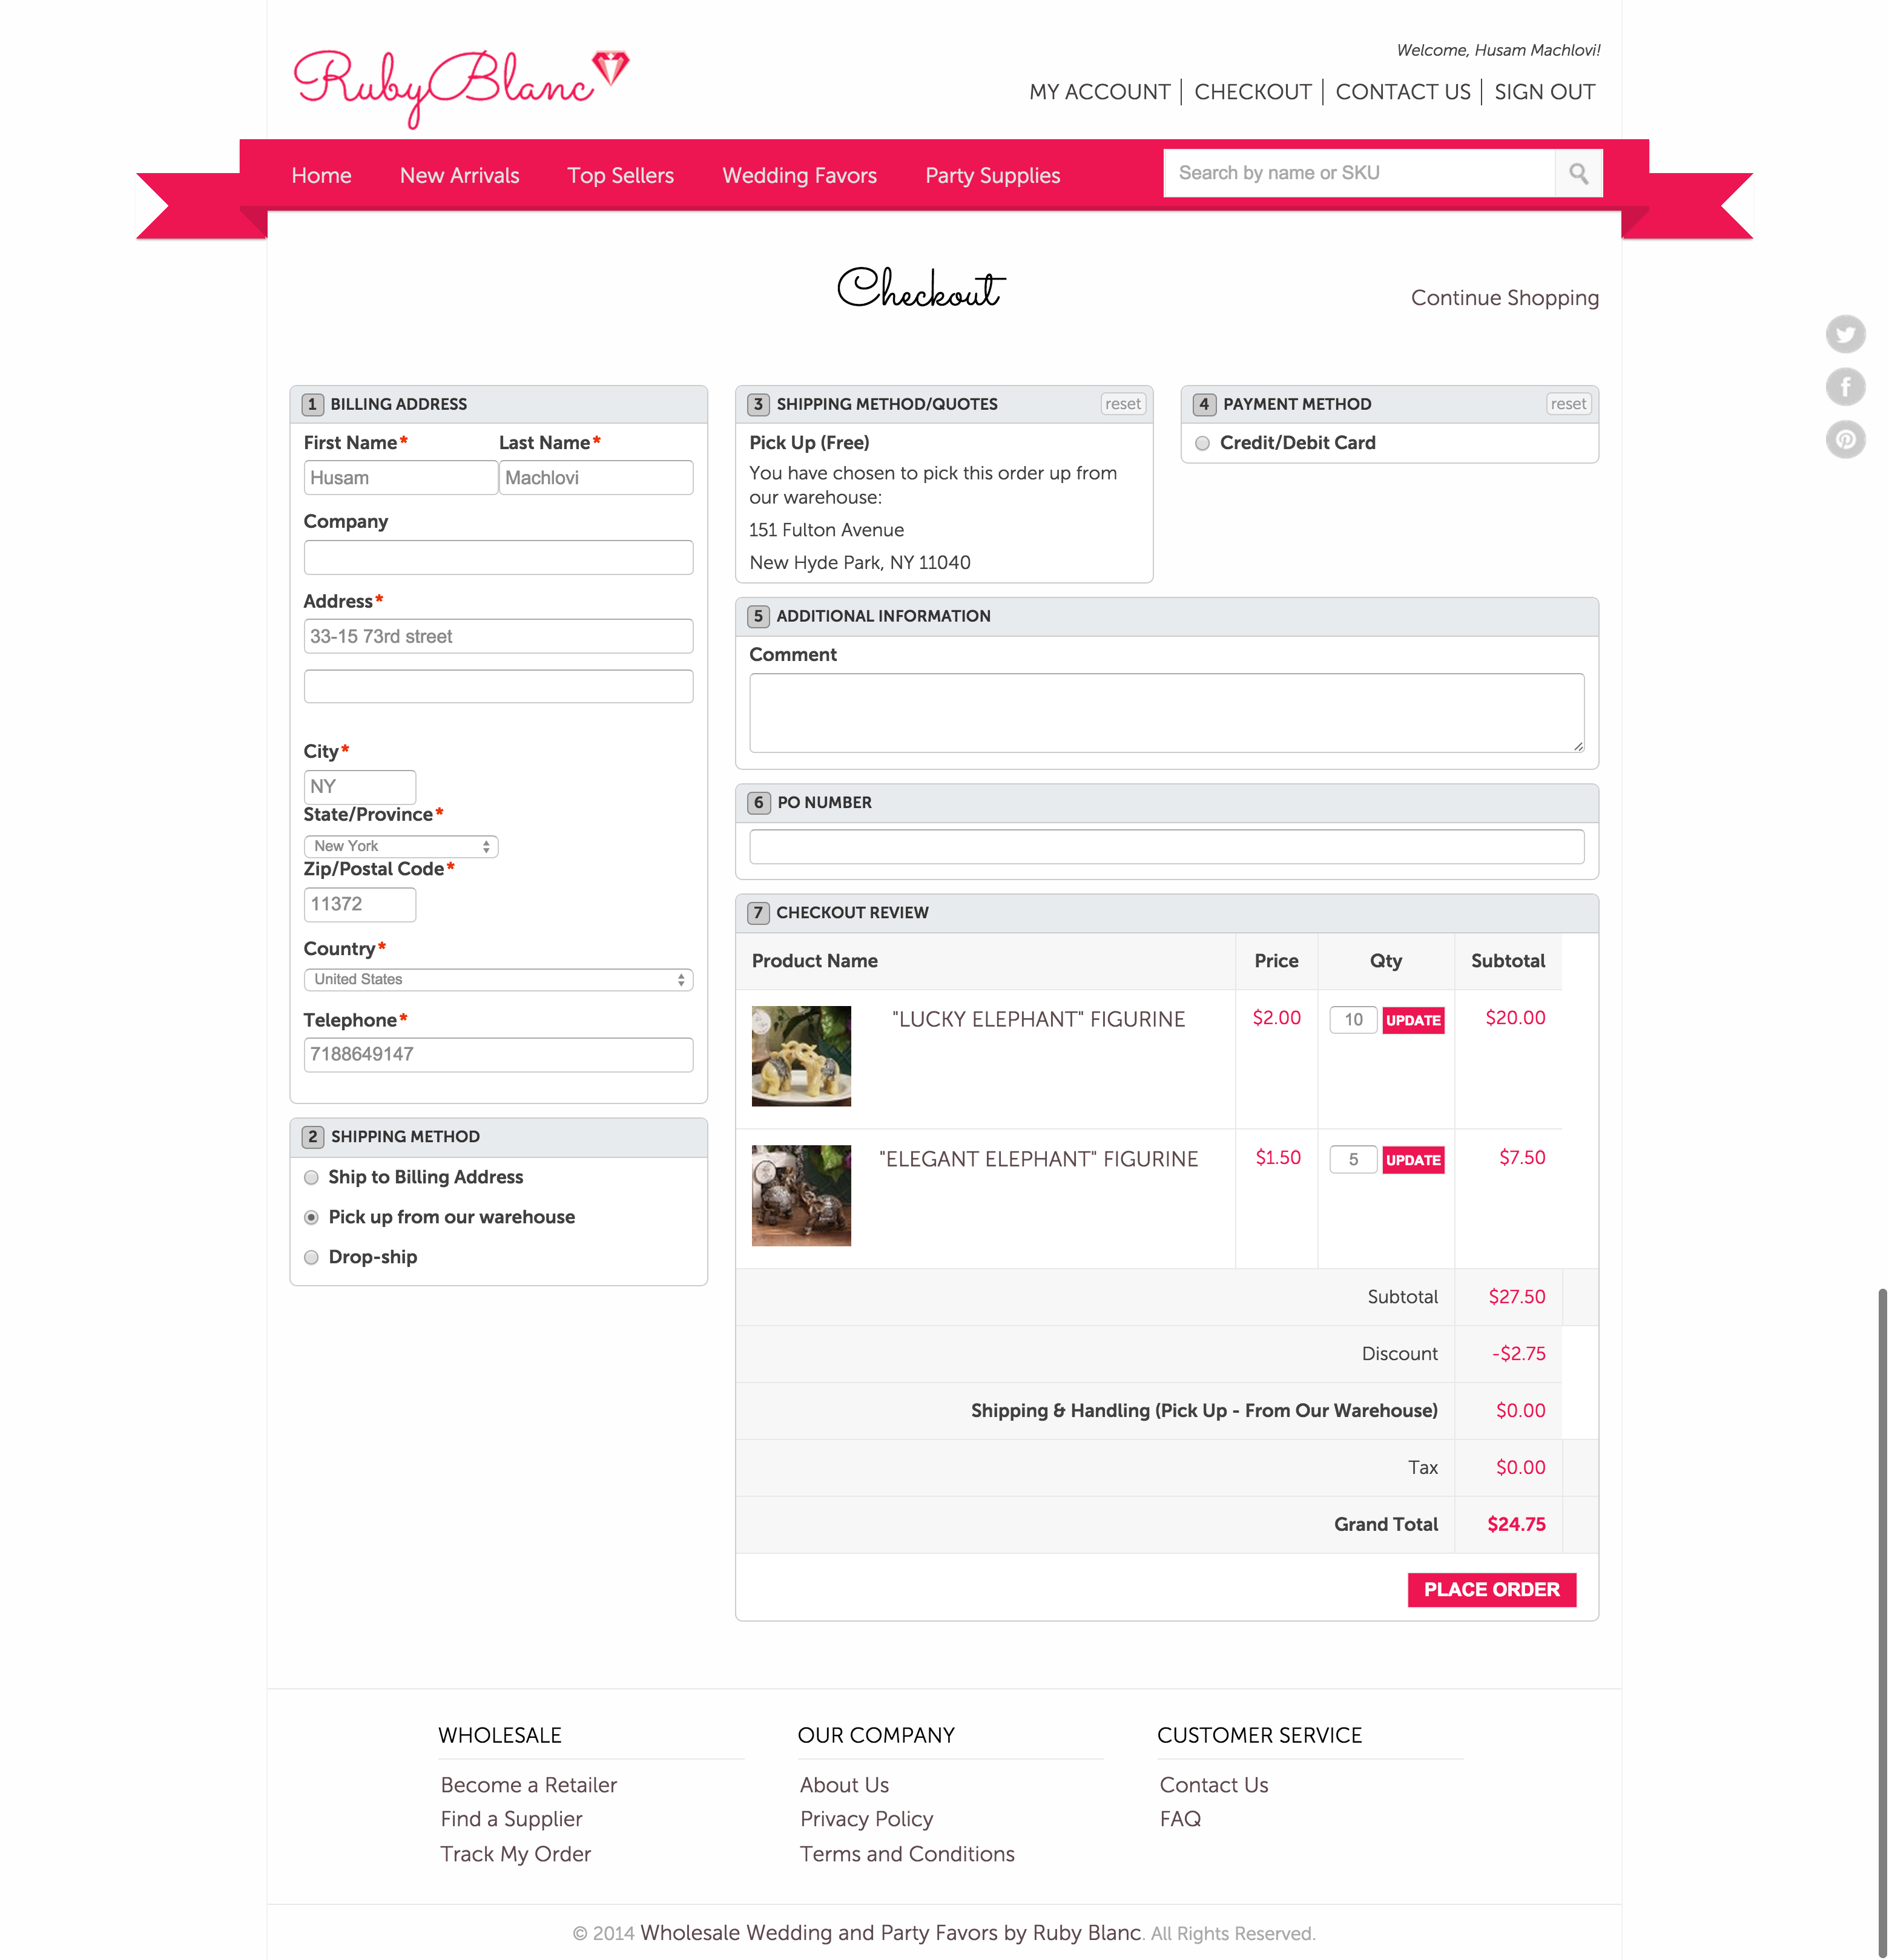 RubyBlanc
Welcome, Husam Machlovi!
MY ACCOUNT
CHECKOUT
CONTACT US
SIGN OUT
Home
New Arrivals
Top Sellers
Wedding Favors
Party Supplies
Search by name or SKU
Checkout
Continue Shopping
1 BILLING ADDRESS
First Name*
Last Name*
Husam
Machlovi
Company
Address*
33-15 73rd street
City*
NY
State/Province*
New York
Zip/Postal Code*
11372
Country*
United States
Telephone*
7188649147
2 SHIPPING METHOD
Ship to Billing Address
Pick up from our warehouse
Drop-ship
3 SHIPPING METHOD/QUOTES
reset
Pick Up (Free)
You have chosen to pick this order up from
our warehouse:
151 Fulton Avenue
New Hyde Park, NY 11040
4 PAYMENT METHOD
reset
Credit/Debit Card
5 ADDITIONAL INFORMATION
Comment
6 PO NUMBER
7 CHECKOUT REVIEW
Product Name Price Qty Subtotal
"LUCKY ELEPHANT" FIGURINE $2.00 10 UPDATE $20.00
"ELEGANT ELEPHANT" FIGURINE $1.50 5 UPDATE $7.50
Subtotal $27.50
Discount -$2.75
Shipping & Handling (Pick Up - From Our Warehouse) $0.00
Tax $0.00
Grand Total $24.75
PLACE ORDER
WHOLESALE
Become a Retailer
Find a Supplier
Track My Order
OUR COMPANY
About Us
Privacy Policy
Terms and Conditions
CUSTOMER SERVICE
Contact Us
FAQ
© 2014 Wholesale Wedding and Party Favors by Ruby Blanc. All Rights Reserved.